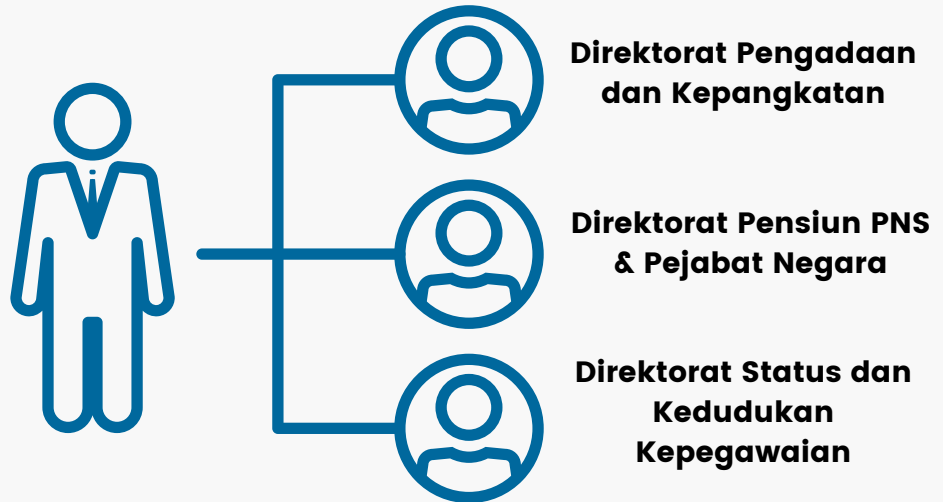 Direktorat Pengadaan
dan Kepangkatan
Direktorat Pensiun PNS
& Pejabat Negara
Direktorat Status dan
Kedudukan
Kepegawaian